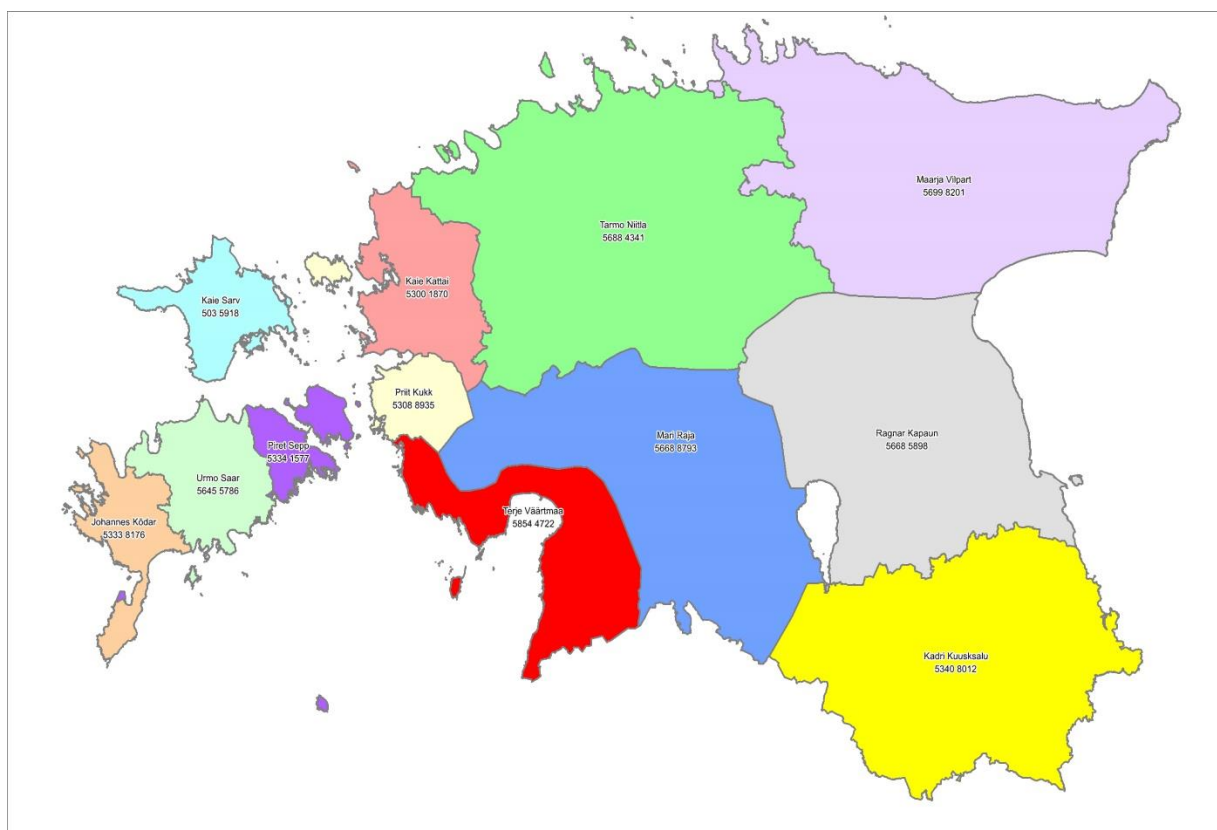 Maarja Vilpart
5699 8201
Tarmo Niitla
5688 4341
Kaie Kattai
5300 1870
Kaie Sarv
503 5918
Priit Kukk
5308 8935
Mari Raja
5668 8793
Ragnar Kapaun
5668 5898
Piret Sepp
5334 1577
Urmo Saar
5645 5786
Terje Väärtmaa
5854 4722
Johannes Kõdar
5333 8176
Kadri Kuusksalu
5340 8012